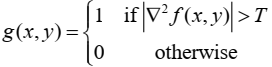 g(x, y) = { 1 if |∇²f(x, y)| > T
0 otherwise